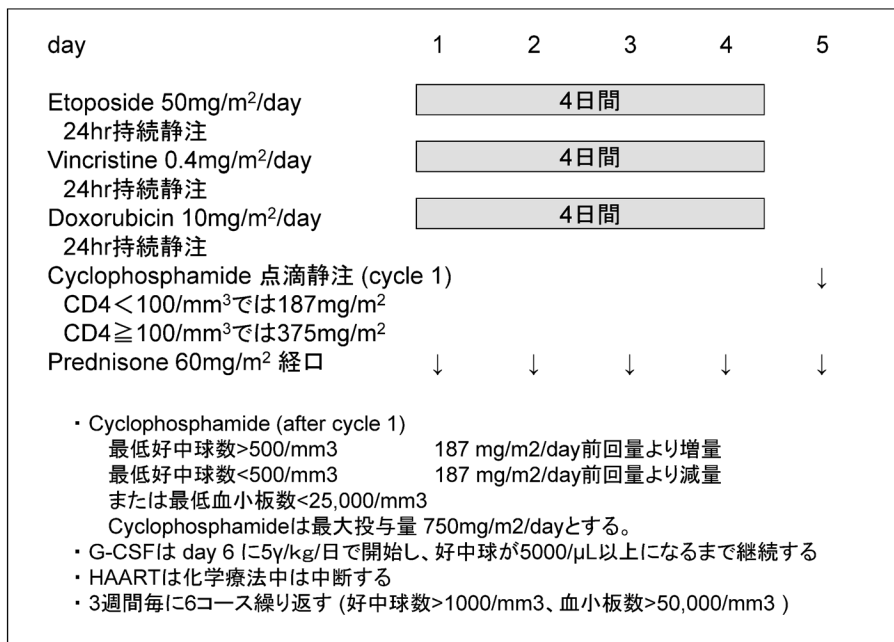 day 1 2 3 4 5
Etoposide 50mg/m²/day 4日間
24hr持続静注
Vincristine 0.4mg/m²/day 4日間
24hr持続静注
Doxorubicin 10mg/m²/day 4日間
24hr持続静注
Cyclophosphamide 点滴静注 (cycle 1) ↓
CD4＜100/mm³では187mg/m²
CD4≧100/mm³では375mg/m²
Prednisone 60mg/m² 経口 ↓ ↓ ↓ ↓ ↓
・Cyclophosphamide (after cycle 1)
最低好中球数>500/mm3 187 mg/m2/day前回量より増量
最低好中球数<500/mm3 187 mg/m2/day前回量より減量
または最低血小板数<25,000/mm3
Cyclophosphamideは最大投与量 750mg/m2/dayとする。
・G-CSFは day 6 に5γ/kg/日で開始し、好中球が5000/μL以上になるまで継続する
・HAARTは化学療法中は中断する
・3週間毎に6コース繰り返す (好中球数>1000/mm3、血小板数>50,000/mm3 )